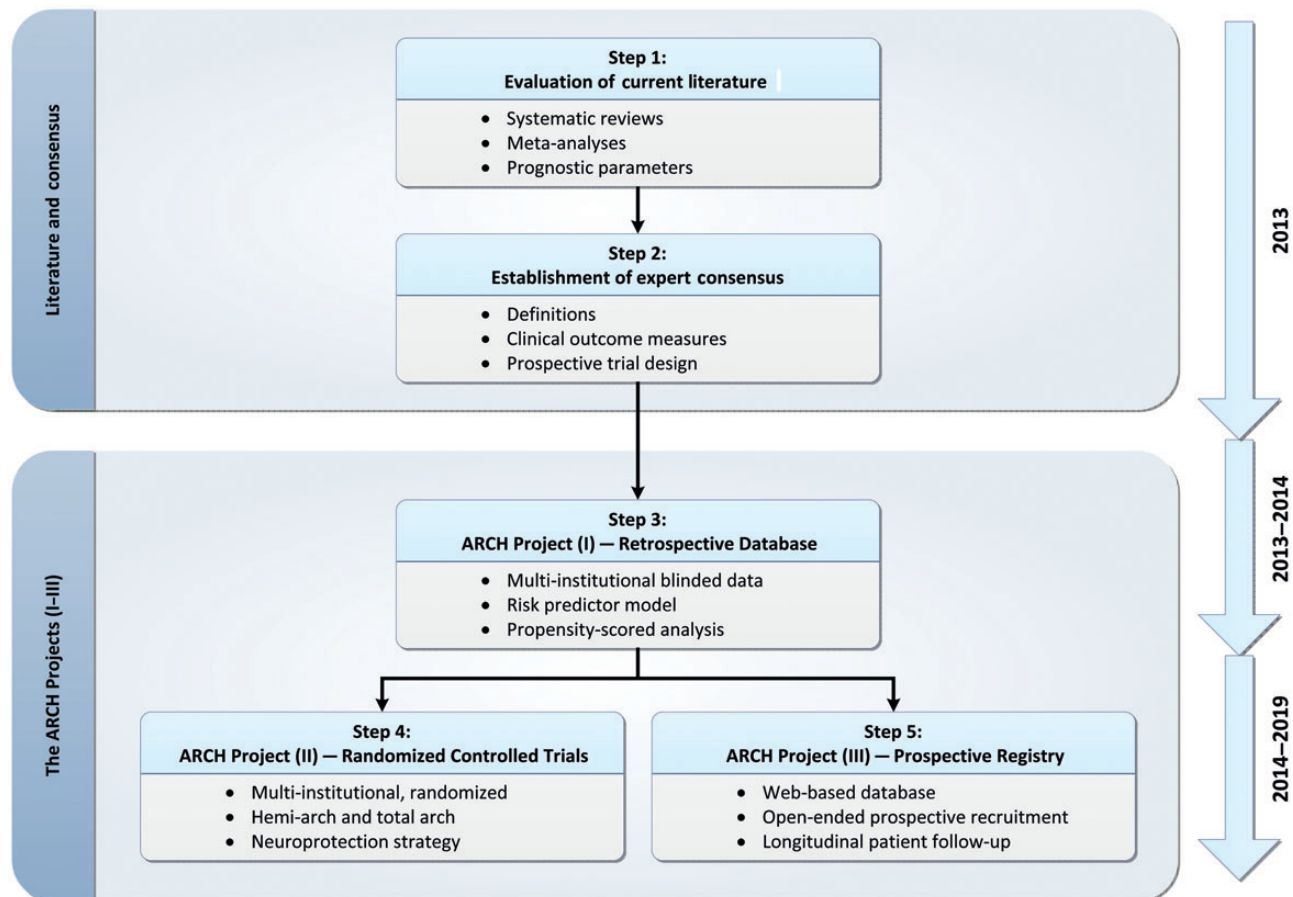 Literature and consensus
Step 1:
Evaluation of current literature
• Systematic reviews
• Meta-analyses
• Prognostic parameters
Step 2:
Establishment of expert consensus
• Definitions
• Clinical outcome measures
• Prospective trial design
2013
The ARCH Projects (I–III)
Step 3:
ARCH Project (I) — Retrospective Database
• Multi-institutional blinded data
• Risk predictor model
• Propensity-scored analysis
2013–2014
Step 4:
ARCH Project (II) — Randomized Controlled Trials
• Multi-institutional, randomized
• Hemi-arch and total arch
• Neuroprotection strategy
Step 5:
ARCH Project (III) — Prospective Registry
• Web-based database
• Open-ended prospective recruitment
• Longitudinal patient follow-up
2014–2019